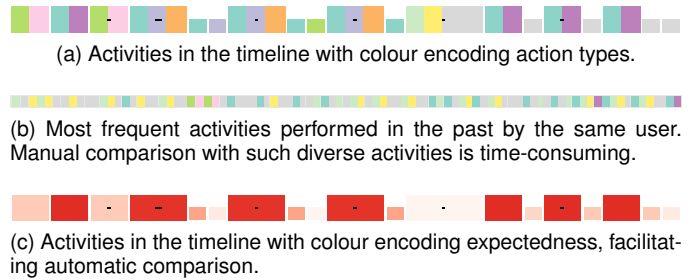 (a) Activities in the timeline with colour encoding action types.
(b) Most frequent activities performed in the past by the same user.
Manual comparison with such diverse activities is time-consuming.
(c) Activities in the timeline with colour encoding expectedness, facilitat-
ing automatic comparison.